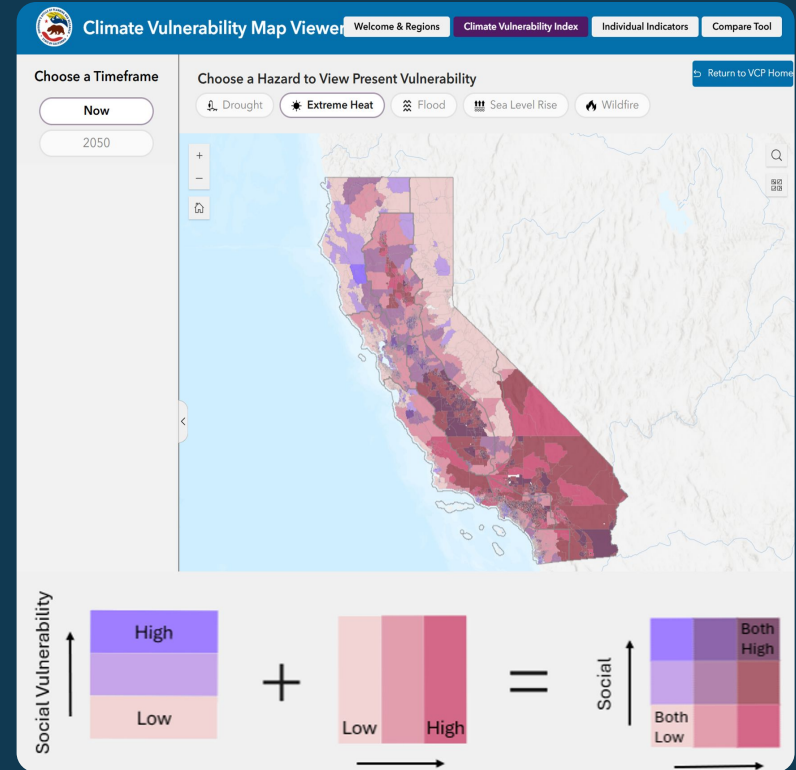 Climate Vulnerability Map Viewer
Welcome & Regions
Climate Vulnerability Index
Individual Indicators
Compare Tool
Choose a Timeframe
Now
2050
Choose a Hazard to View Present Vulnerability
Return to VCP Home
Drought
Extreme Heat
Flood
Sea Level Rise
Wildfire
+
−
Social Vulnerability
High
Low
+
Low
High
=
Social
Both
High
Both
Low